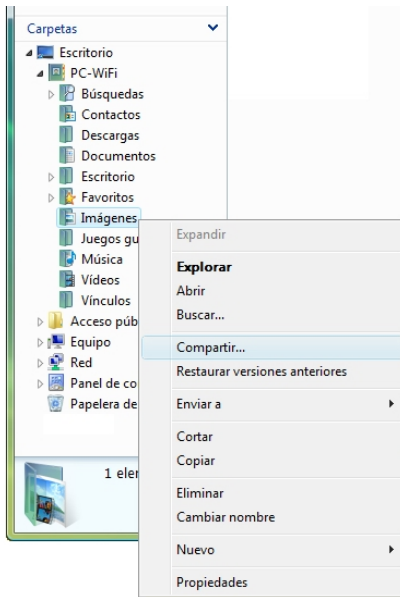 Carpetas
Escritorio
PC-WiFi
Búsquedas
Contactos
Descargas
Documentos
Escritorio
Favoritos
Imágenes
Juegos gu
Música
Vídeos
Vínculos
Acceso púb
Equipo
Red
Panel de co
Papelera de
1 eler
Expandir
Explorar
Abrir
Buscar...
Compartir...
Restaurar versiones anteriores
Enviar a
Cortar
Copiar
Eliminar
Cambiar nombre
Nuevo
Propiedades